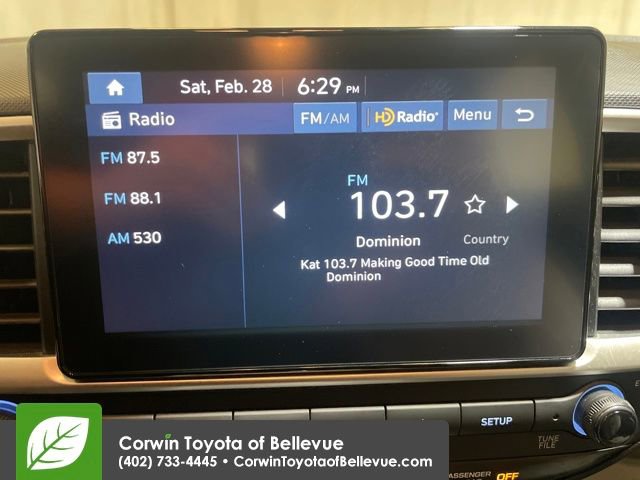 Sat, Feb. 28 6:29 PM
Radio FM/AM HD Radio® Menu
FM 87.5
FM 88.1
AM 530
FM
103.7
Dominion Country
Kat 103.7 Making Good Time Old
Dominion
SETUP
TUNE
FILE
PASSENGER
OFF
Corwin Toyota of Bellevue
(402) 733-4445 • CorwinToyotaofBellevue.com